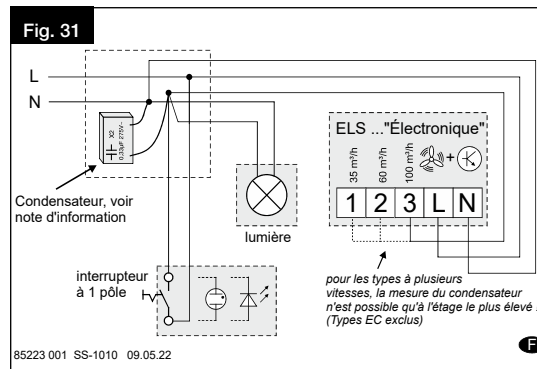 Fig. 31
L
N
X2
0,33µF 275V~
Condensateur, voir
note d'information
lumière
interrupteur
à 1 pôle
ELS ..."Électronique"
35 m³/h
60 m³/h
100 m³/h
+
1 2 3 L N
pour les types à plusieurs
vitesses, la mesure du condensateur
n'est possible qu'à l'étage le plus élevé !
(Types EC exclus)
85223 001 SS-1010 09.05.22
F